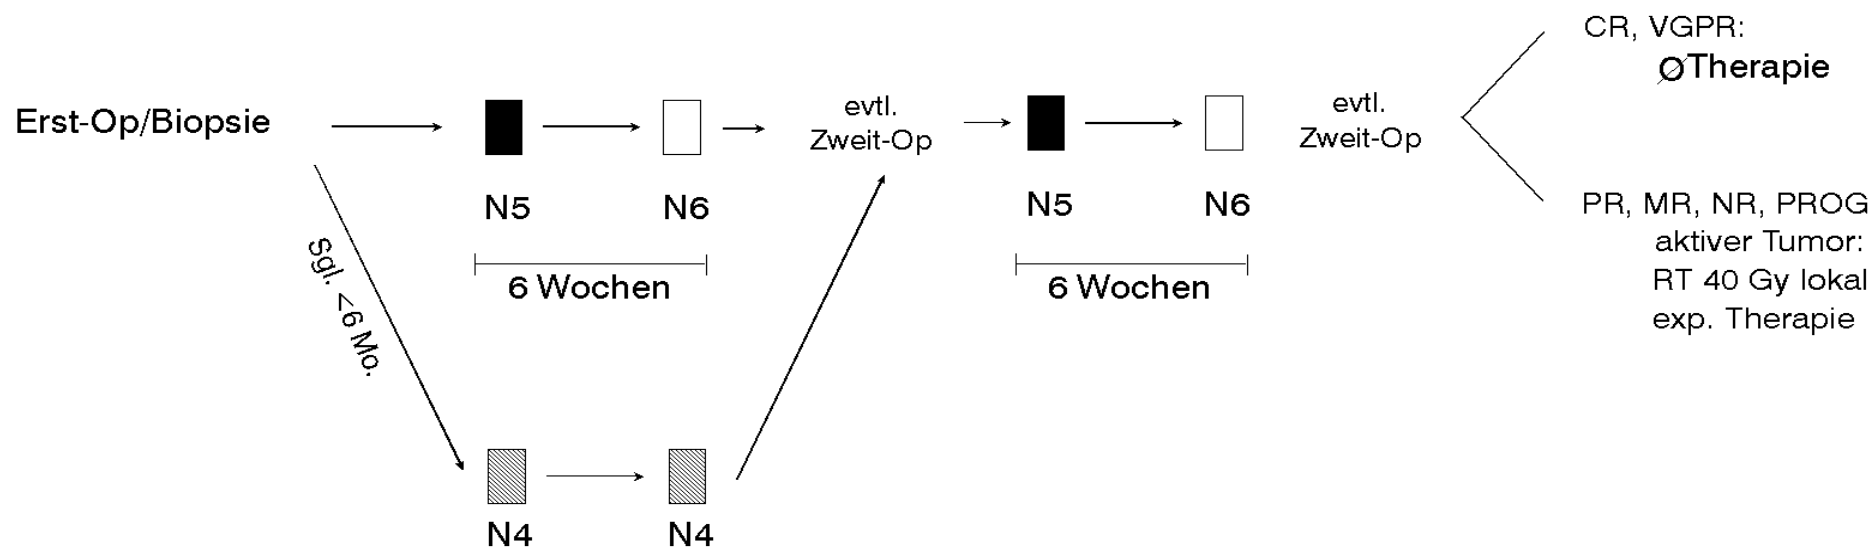 Erst-Op/Biopsie
N5
N6
6 Wochen
Sgl. <6 Mo.
N4
N4
evtl.
Zweit-Op
N5
N6
6 Wochen
evtl.
Zweit-Op
CR, VGPR:
ØTherapie
PR, MR, NR, PROG
aktiver Tumor:
RT 40 Gy lokal
exp. Therapie